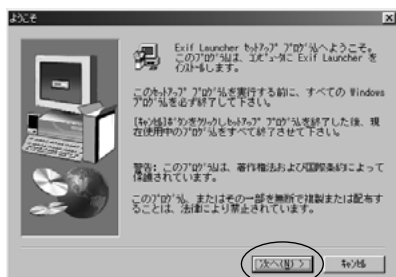 ようこそ
Exif Launcher ｾｯﾄｱｯﾌﾟ ﾌﾟﾛｸﾞﾗﾑへようこそ。
このﾌﾟﾛｸﾞﾗﾑは、ｺﾝﾋﾟｭｰﾀに Exif Launcher を
ｲﾝｽﾄｰﾙします。
このｾｯﾄｱｯﾌﾟ ﾌﾟﾛｸﾞﾗﾑを実行する前に、すべての Windows
ﾌﾟﾛｸﾞﾗﾑを必ず終了して下さい。
[ｷｬﾝｾﾙ]ﾎﾞﾀﾝをｸﾘｯｸしｾｯﾄｱｯﾌﾟ ﾌﾟﾛｸﾞﾗﾑを終了した後、現
在使用中のﾌﾟﾛｸﾞﾗﾑをすべて終了させて下さい。
警告: このﾌﾟﾛｸﾞﾗﾑは、著作権法および国際条約によって
保護されています。
このﾌﾟﾛｸﾞﾗﾑ、またはその一部を無断で複製または配布す
ることは、法律により禁止されています。
次へ(N) >
ｷｬﾝｾﾙ